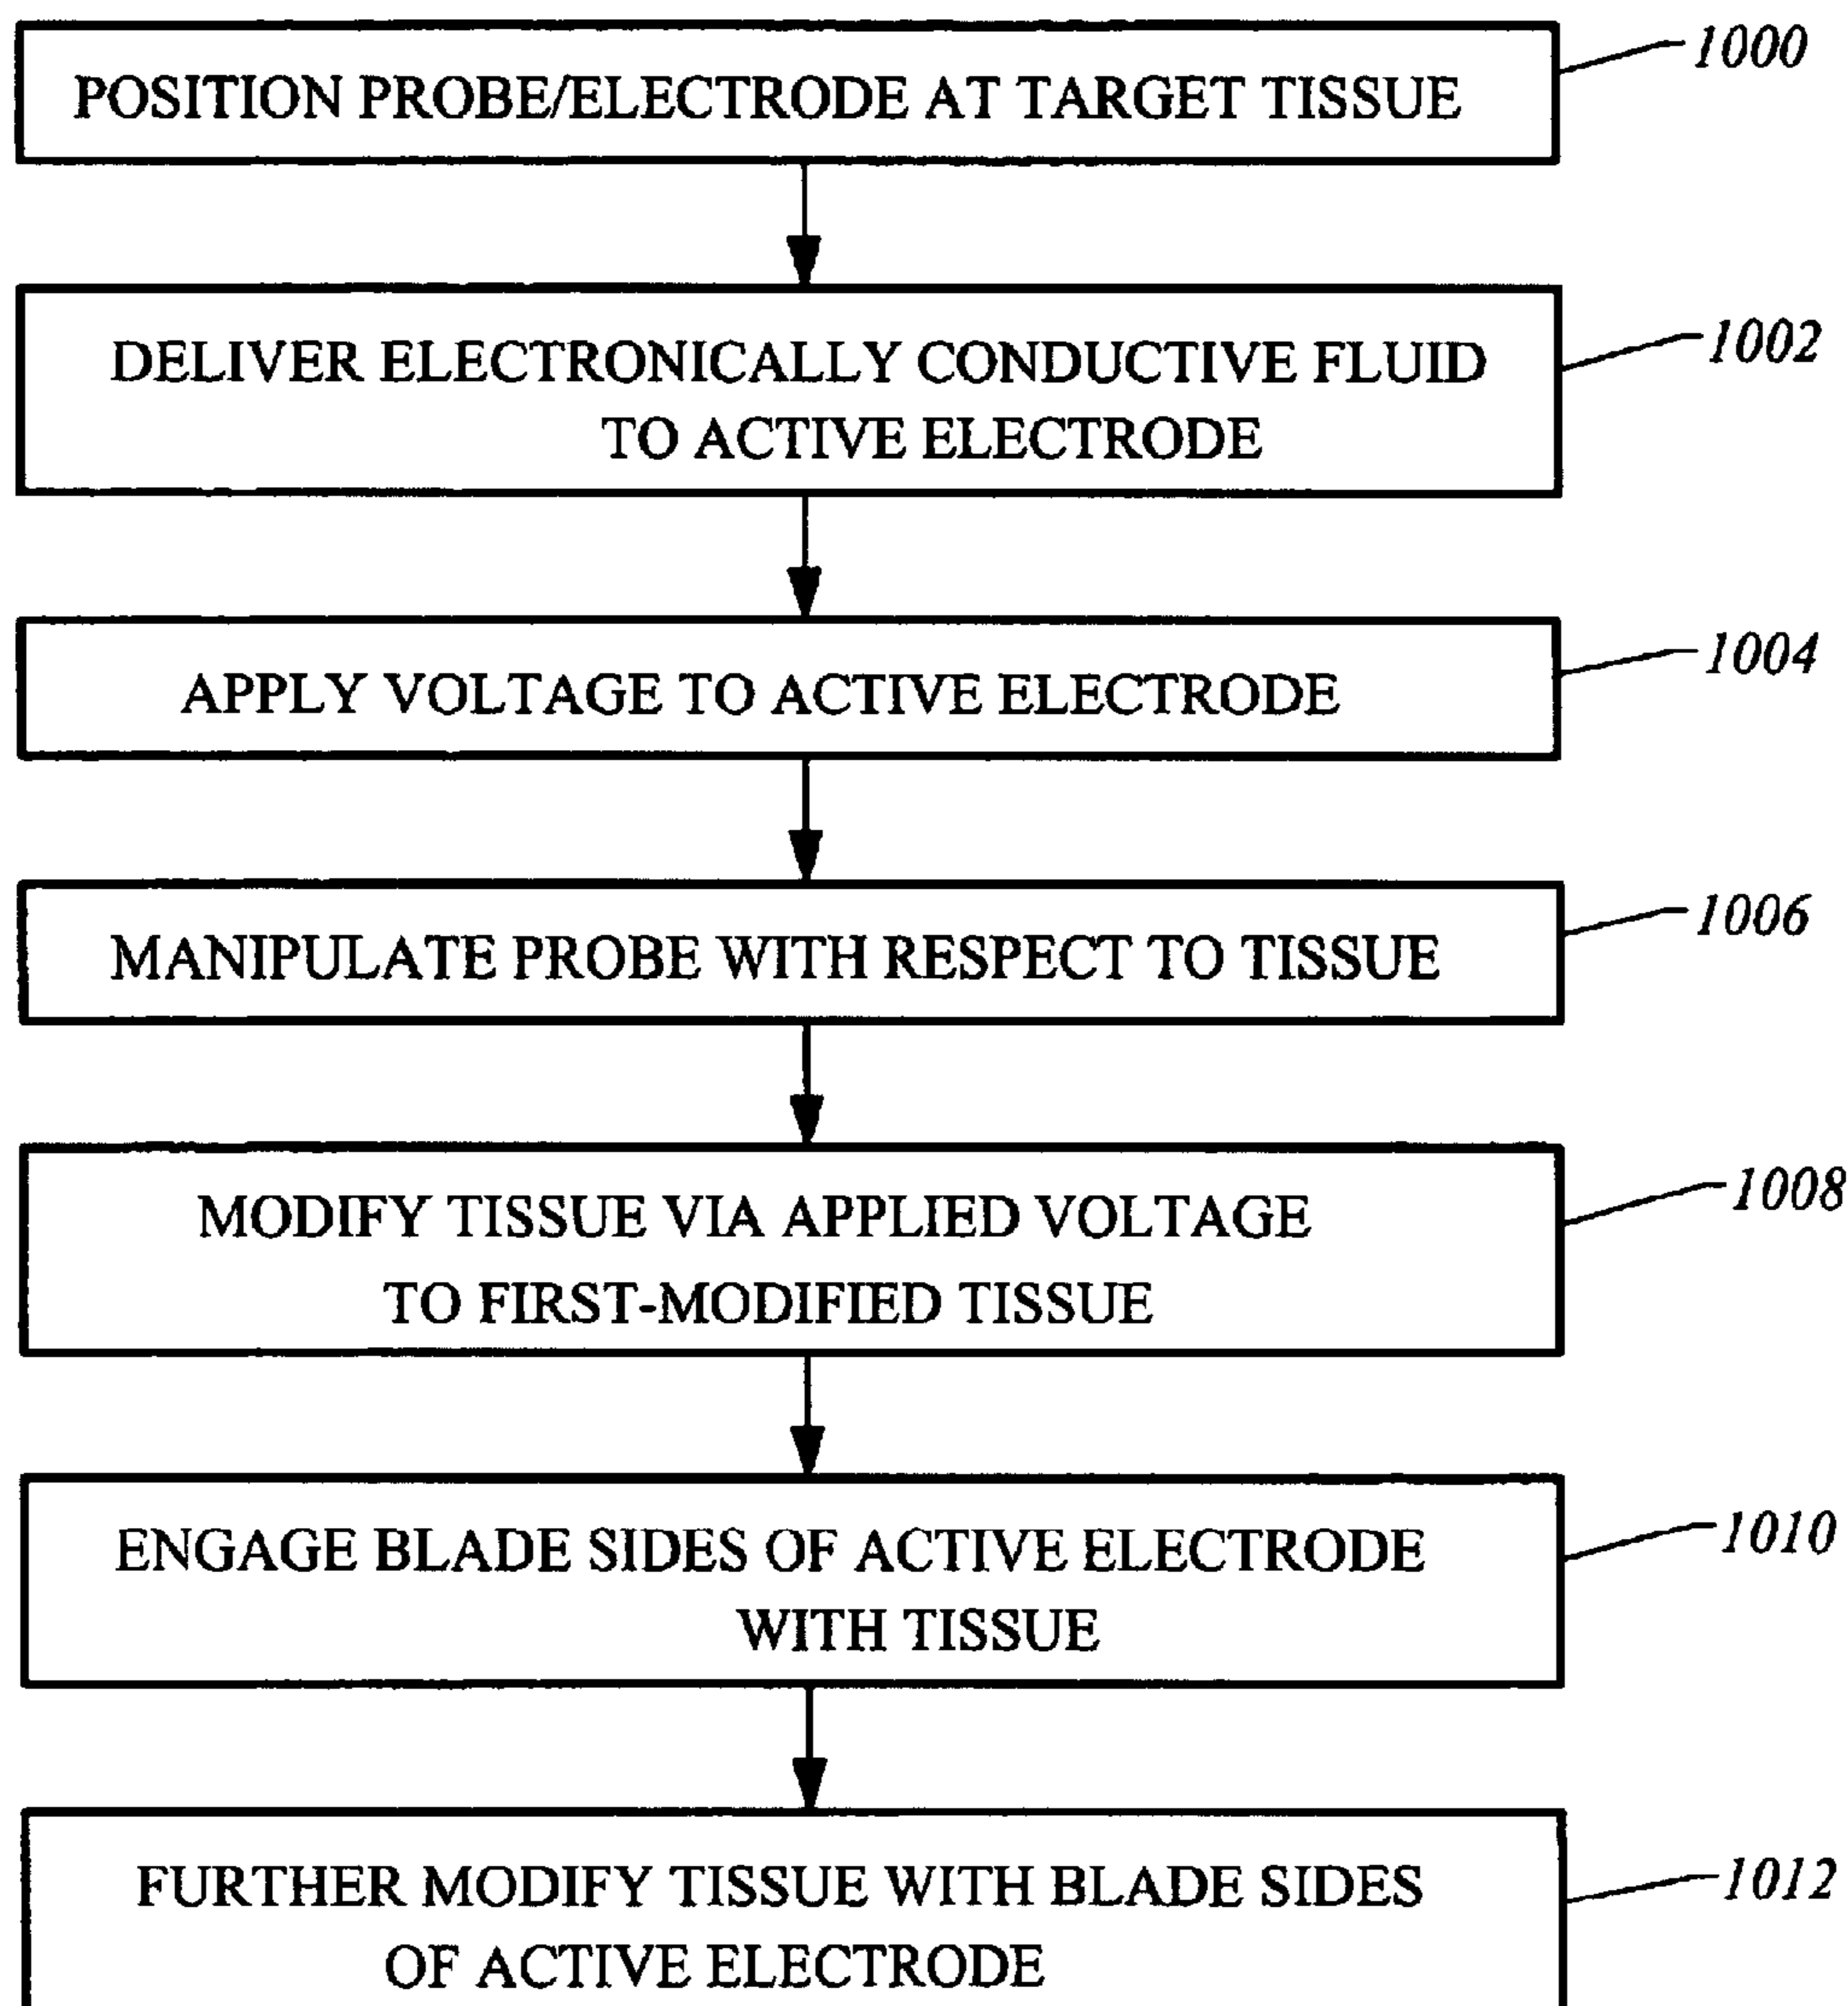 POSITION PROBE/ELECTRODE AT TARGET TISSUE
1000
DELIVER ELECTRONICALLY CONDUCTIVE FLUID
TO ACTIVE ELECTRODE
1002
APPLY VOLTAGE TO ACTIVE ELECTRODE
1004
MANIPULATE PROBE WITH RESPECT TO TISSUE
1006
MODIFY TISSUE VIA APPLIED VOLTAGE
TO FIRST-MODIFIED TISSUE
1008
ENGAGE BLADE SIDES OF ACTIVE ELECTRODE
WITH TISSUE
1010
FURTHER MODIFY TISSUE WITH BLADE SIDES
OF ACTIVE ELECTRODE
1012